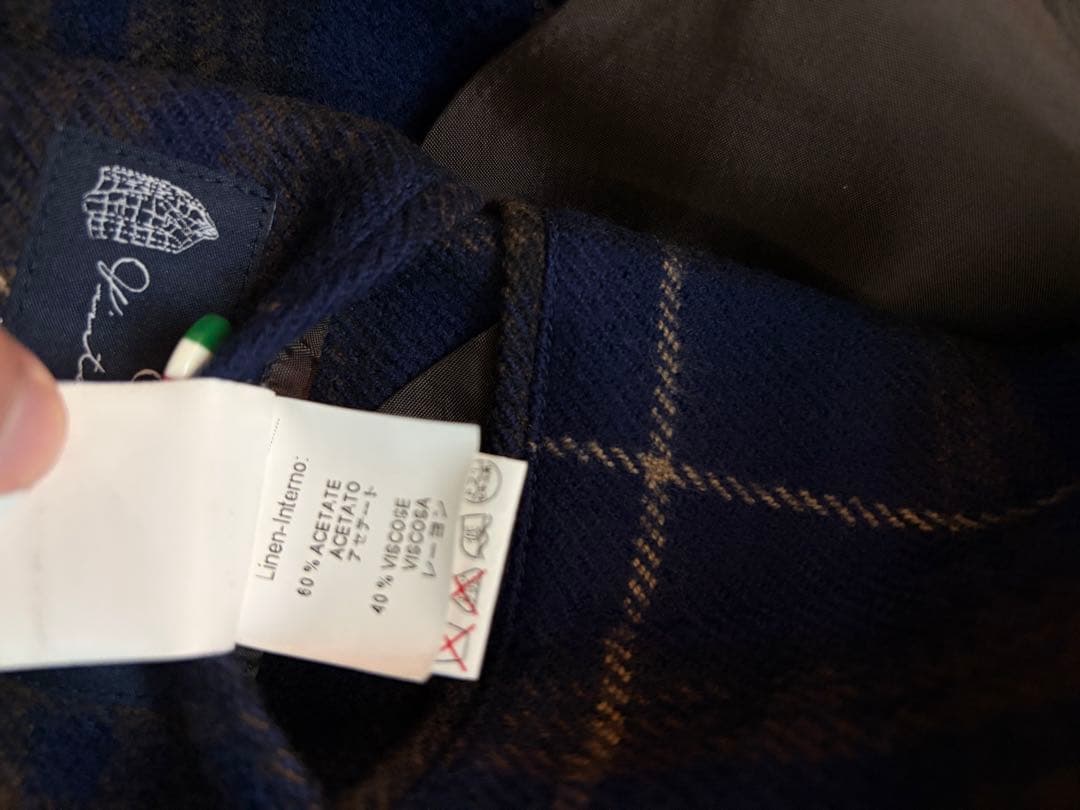 Linen-Interno:
60 % ACETATE
ACETATO
アセテート
40 % VISCOSE
VISCOSA
レーヨン